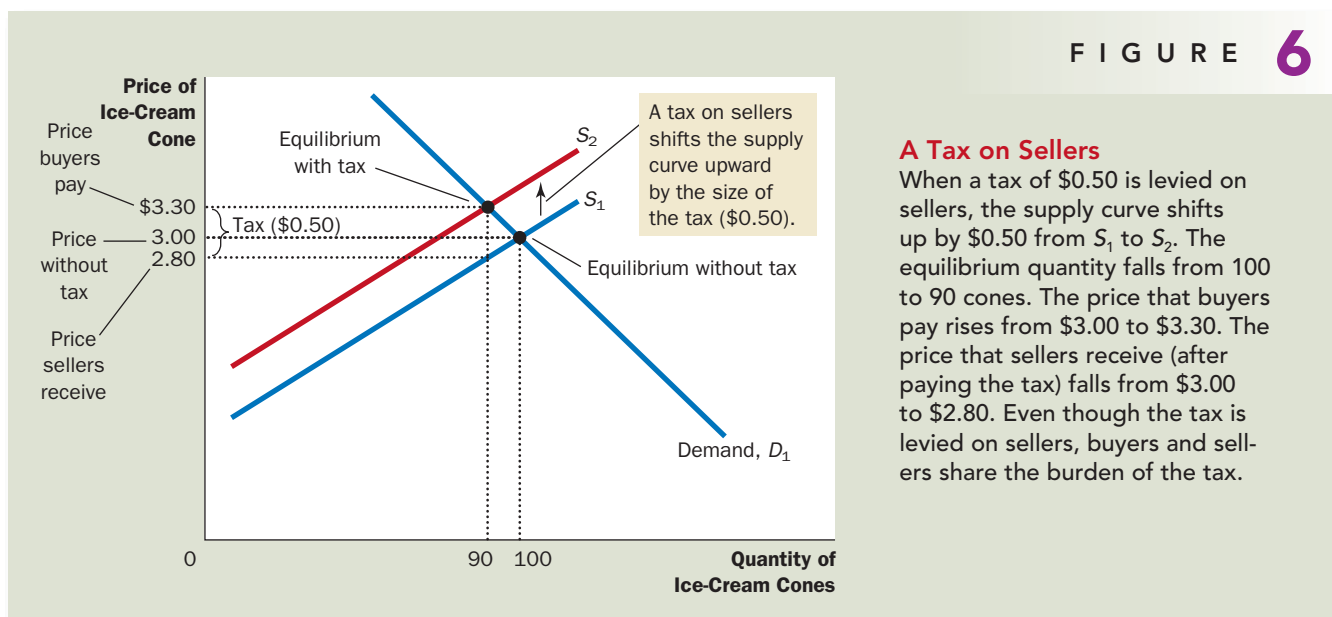 FIGURE 6
Price of
Ice-Cream
Cone
Price
buyers
pay
$3.30
Price
without
tax
3.00
2.80
Price
sellers
receive
Tax ($0.50)
Equilibrium
with tax
S2
S1
A tax on sellers
shifts the supply
curve upward
by the size of
the tax ($0.50).
Equilibrium without tax
Demand, D1
0
90
100
Quantity of
Ice-Cream Cones
A Tax on Sellers
When a tax of $0.50 is levied on
sellers, the supply curve shifts
up by $0.50 from S1 to S2. The
equilibrium quantity falls from 100
to 90 cones. The price that buyers
pay rises from $3.00 to $3.30. The
price that sellers receive (after
paying the tax) falls from $3.00
to $2.80. Even though the tax is
levied on sellers, buyers and sell-
ers share the burden of the tax.